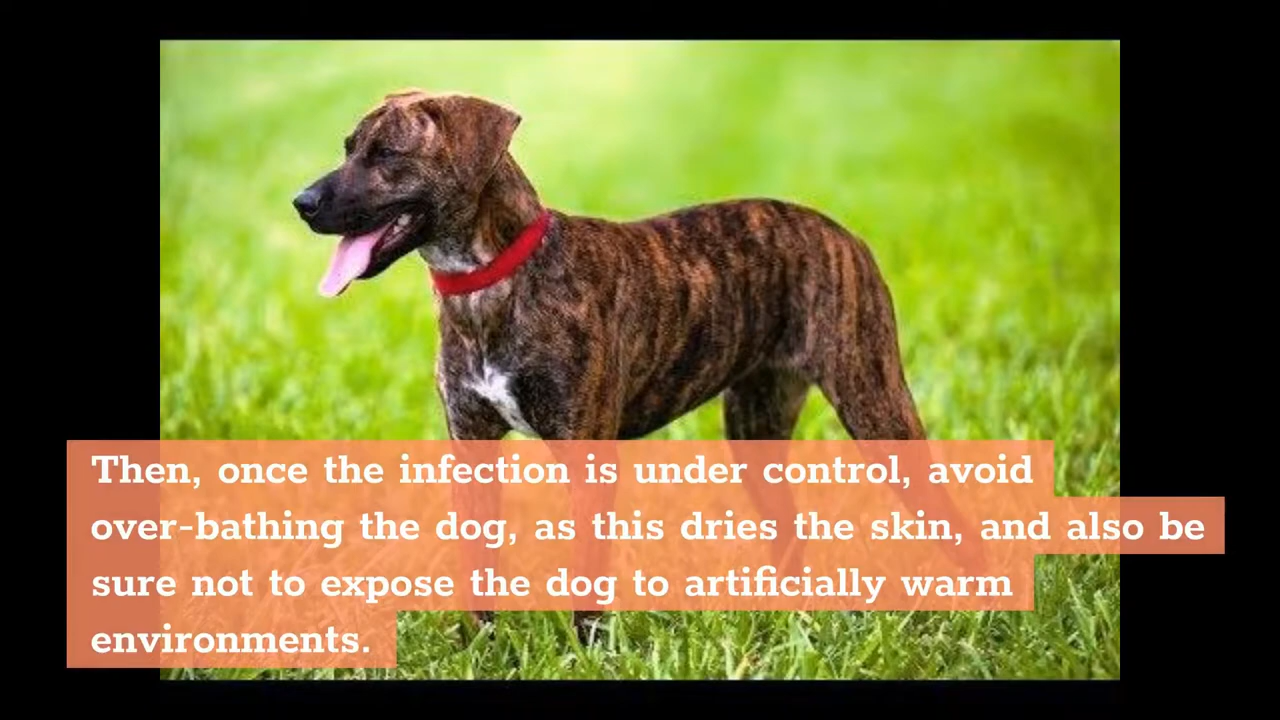 Then, once the infection is under control, avoid
over-bathing the dog, as this dries the skin, and also be
sure not to expose the dog to artificially warm
environments.